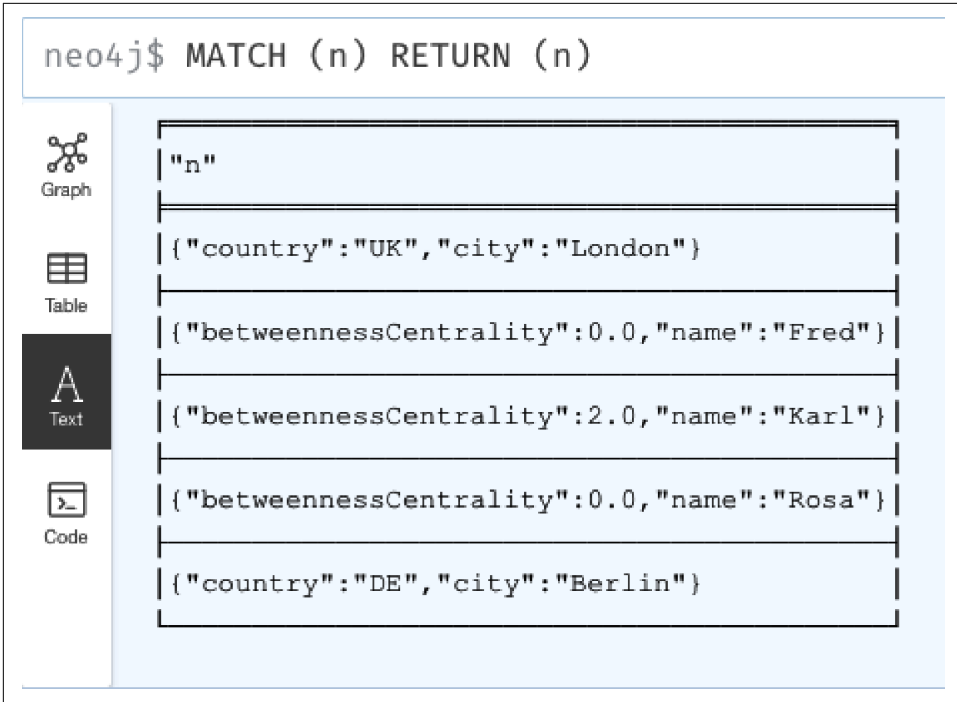 neo4j$ MATCH (n) RETURN (n)
Graph
Table
Text
Code
"n"
{"country":"UK","city":"London"}
{"betweennessCentrality":0.0,"name":"Fred"}
{"betweennessCentrality":2.0,"name":"Karl"}
{"betweennessCentrality":0.0,"name":"Rosa"}
{"country":"DE","city":"Berlin"}